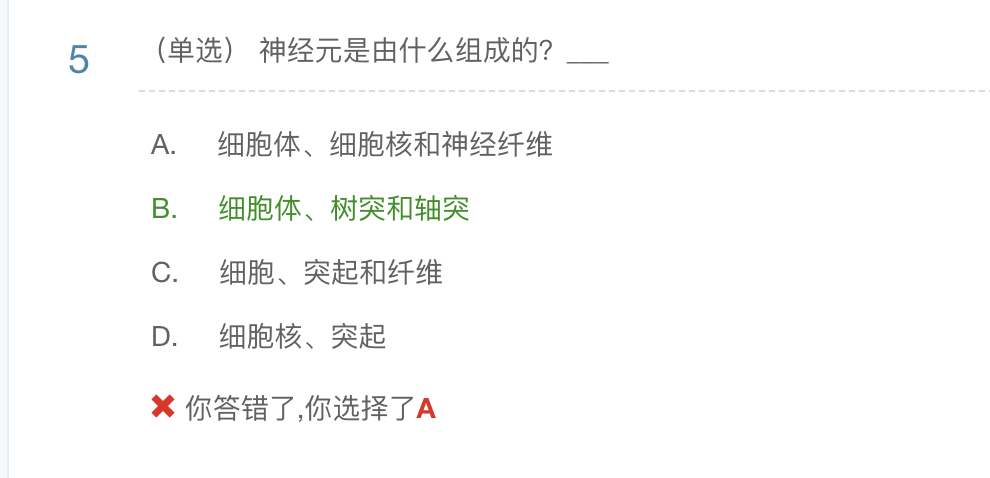 5 （单选） 神经元是由什么组成的？ ___
A. 细胞体、细胞核和神经纤维
B. 细胞体、树突和轴突
C. 细胞、突起和纤维
D. 细胞核、突起
✖ 你答错了,你选择了A